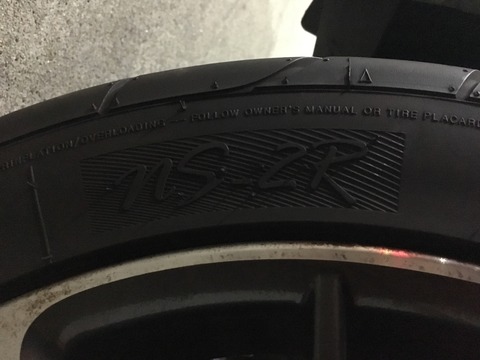 FOLLOW OWNER'S MANUAL OR TIRE PLACARD
NS-2R